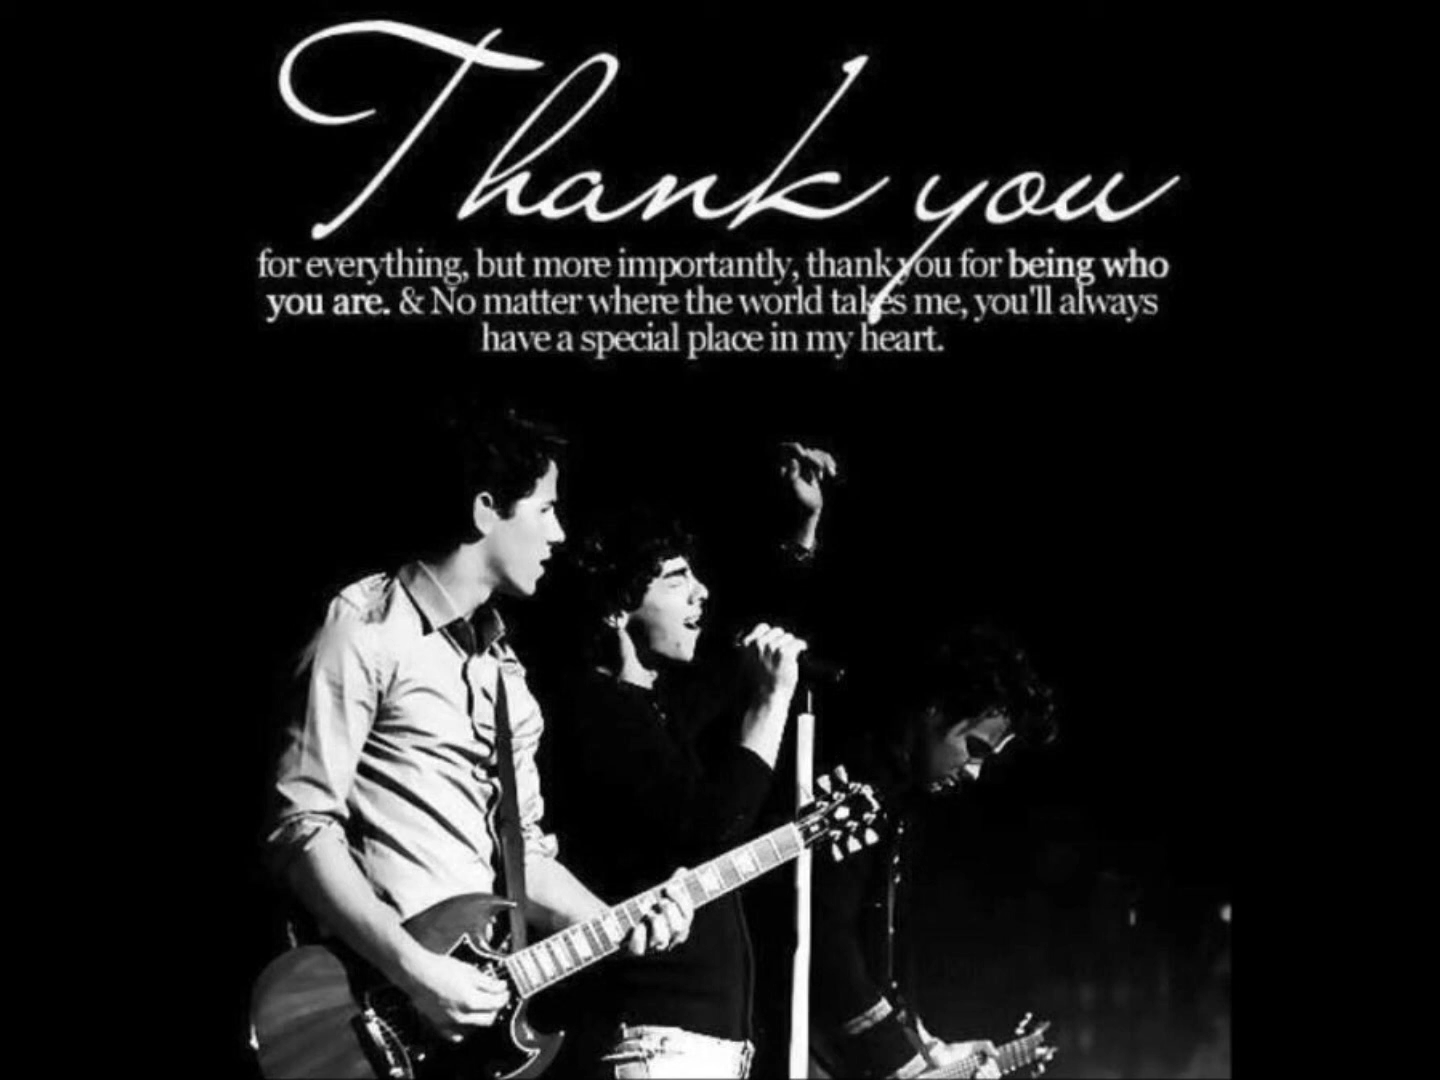 Thank you
for everything, but more importantly, thank you for being who
you are. & No matter where the world takes me, you'll always
have a special place in my heart.